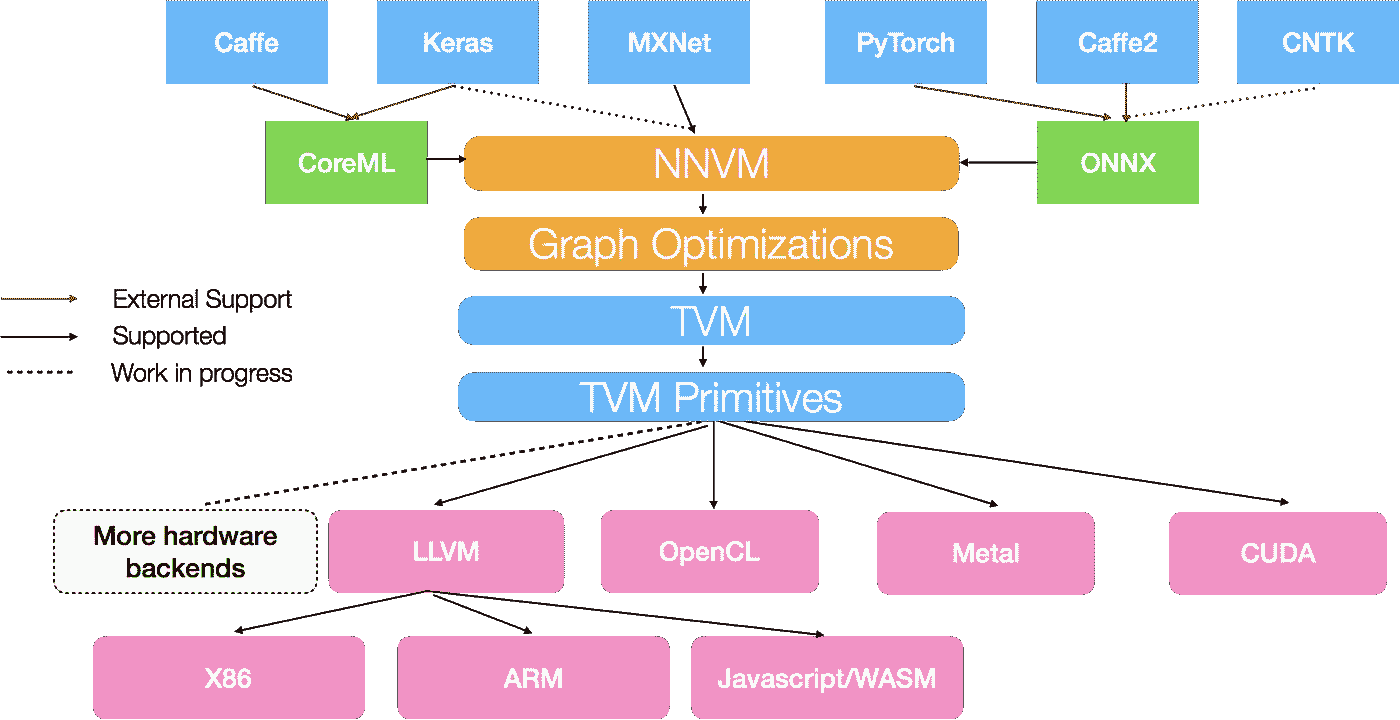 Caffe
Keras
MXNet
PyTorch
Caffe2
CNTK
CoreML
NNVM
ONNX
Graph Optimizations
External Support
Supported
Work in progress
TVM
TVM Primitives
More hardware
backends
LLVM
OpenCL
Metal
CUDA
X86
ARM
Javascript/WASM